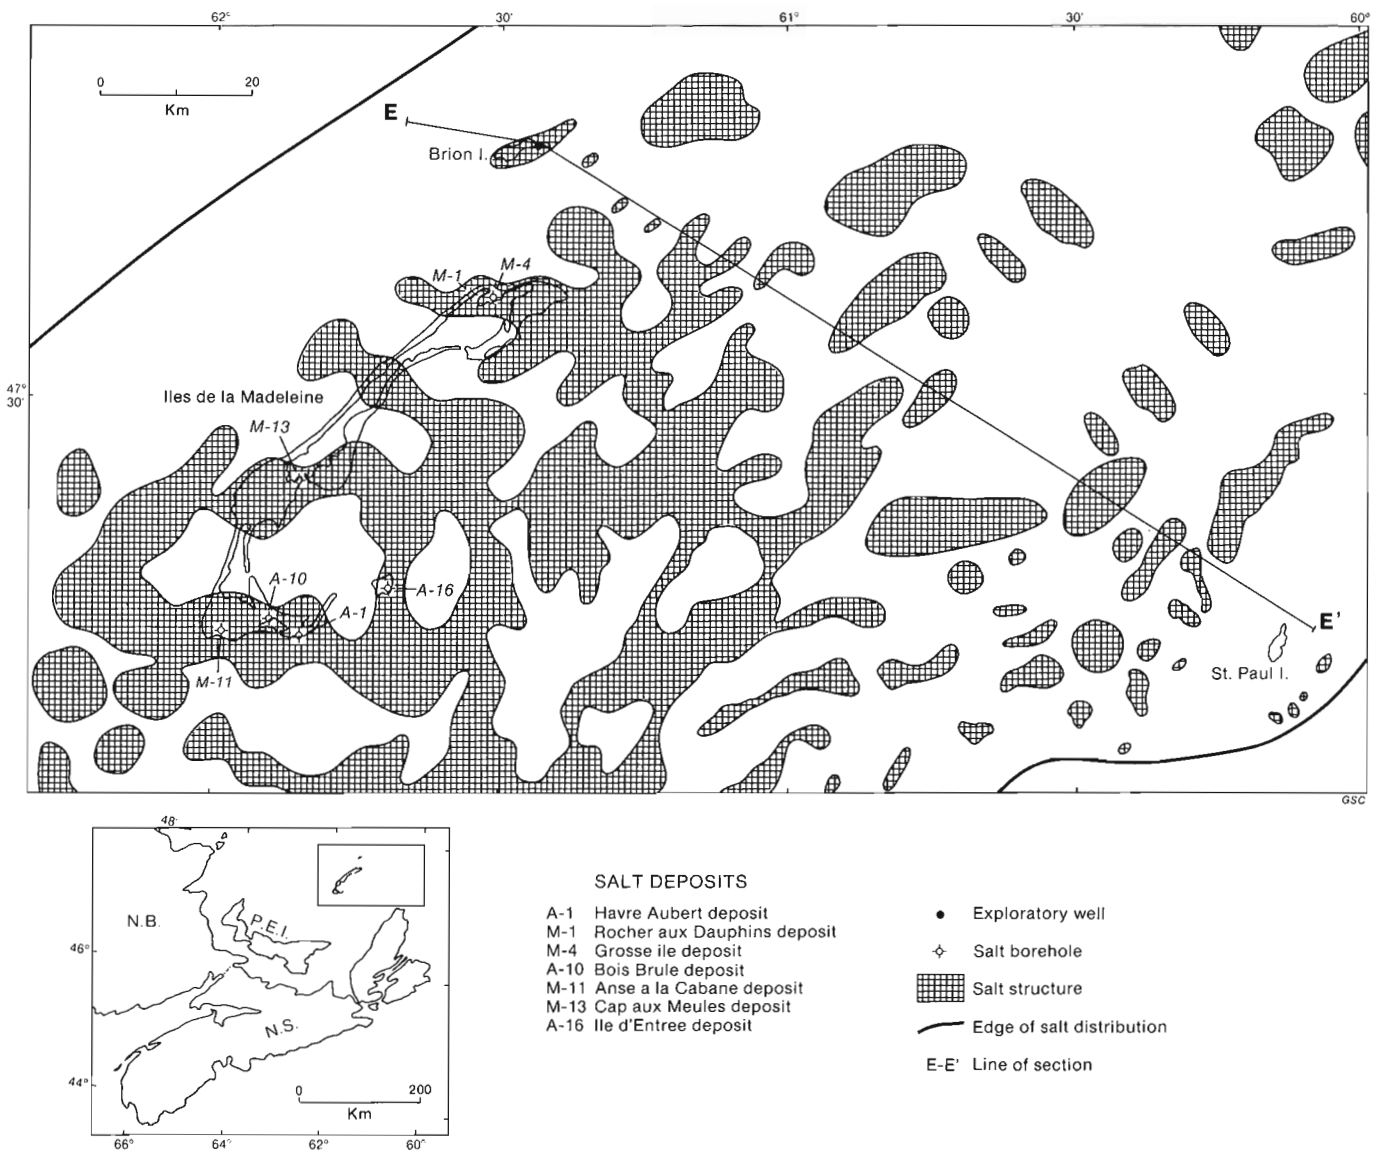 62° 30' 61° 30' 60°
0 20
Km
E
Brion I.
M-1 M-4
47°
30'
Iles de la Madeleine
M-13
A-10
A-16
A-1
M-11
E'
St. Paul I.
GSC
48°
N.B.
P.E.I.
46°
N.S.
44°
0 200
Km
66° 64° 62° 60°
SALT DEPOSITS
A-1 Havre Aubert deposit
M-1 Rocher aux Dauphins deposit
M-4 Grosse ile deposit
A-10 Bois Brule deposit
M-11 Anse a la Cabane deposit
M-13 Cap aux Meules deposit
A-16 Ile d'Entree deposit
Exploratory well
Salt borehole
Salt structure
Edge of salt distribution
E-E' Line of section